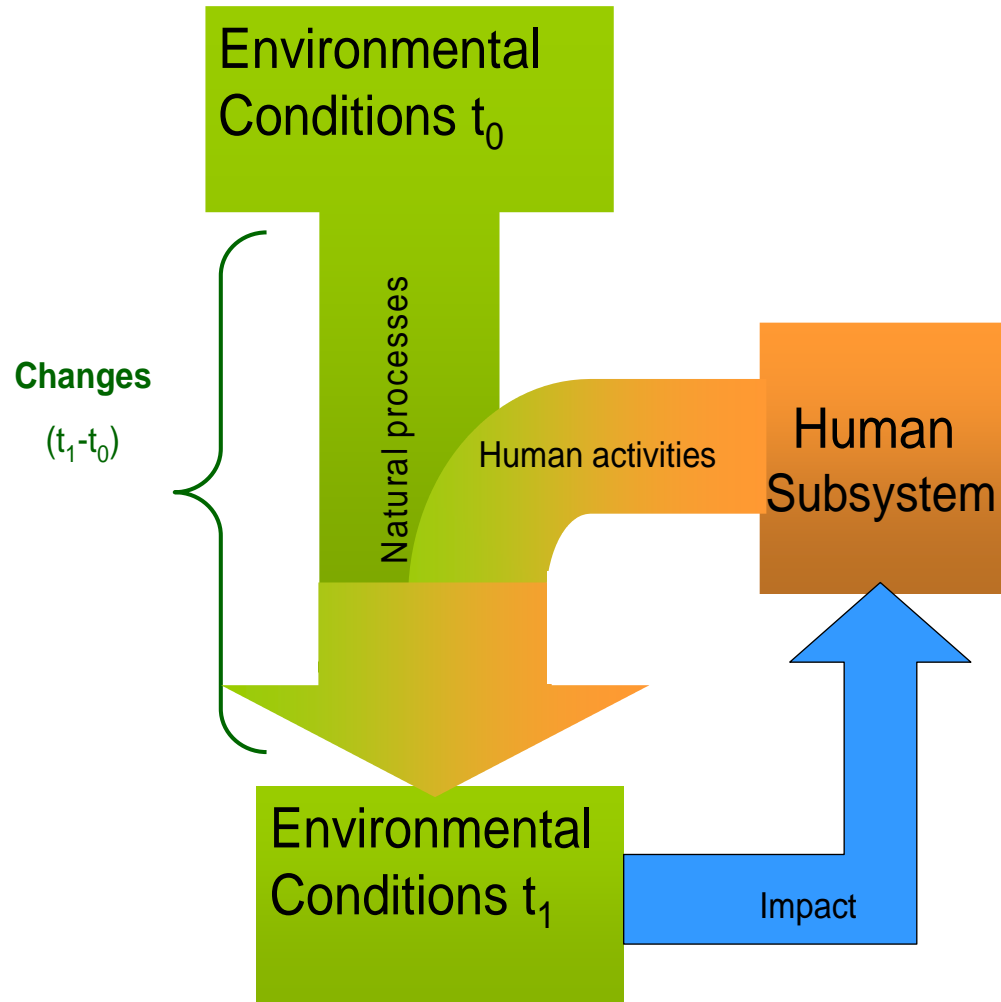 Environmental
Conditions t₀
Natural processes
Changes
(t₁-t₀)
Human activities
Human
Subsystem
Environmental
Conditions t₁
Impact